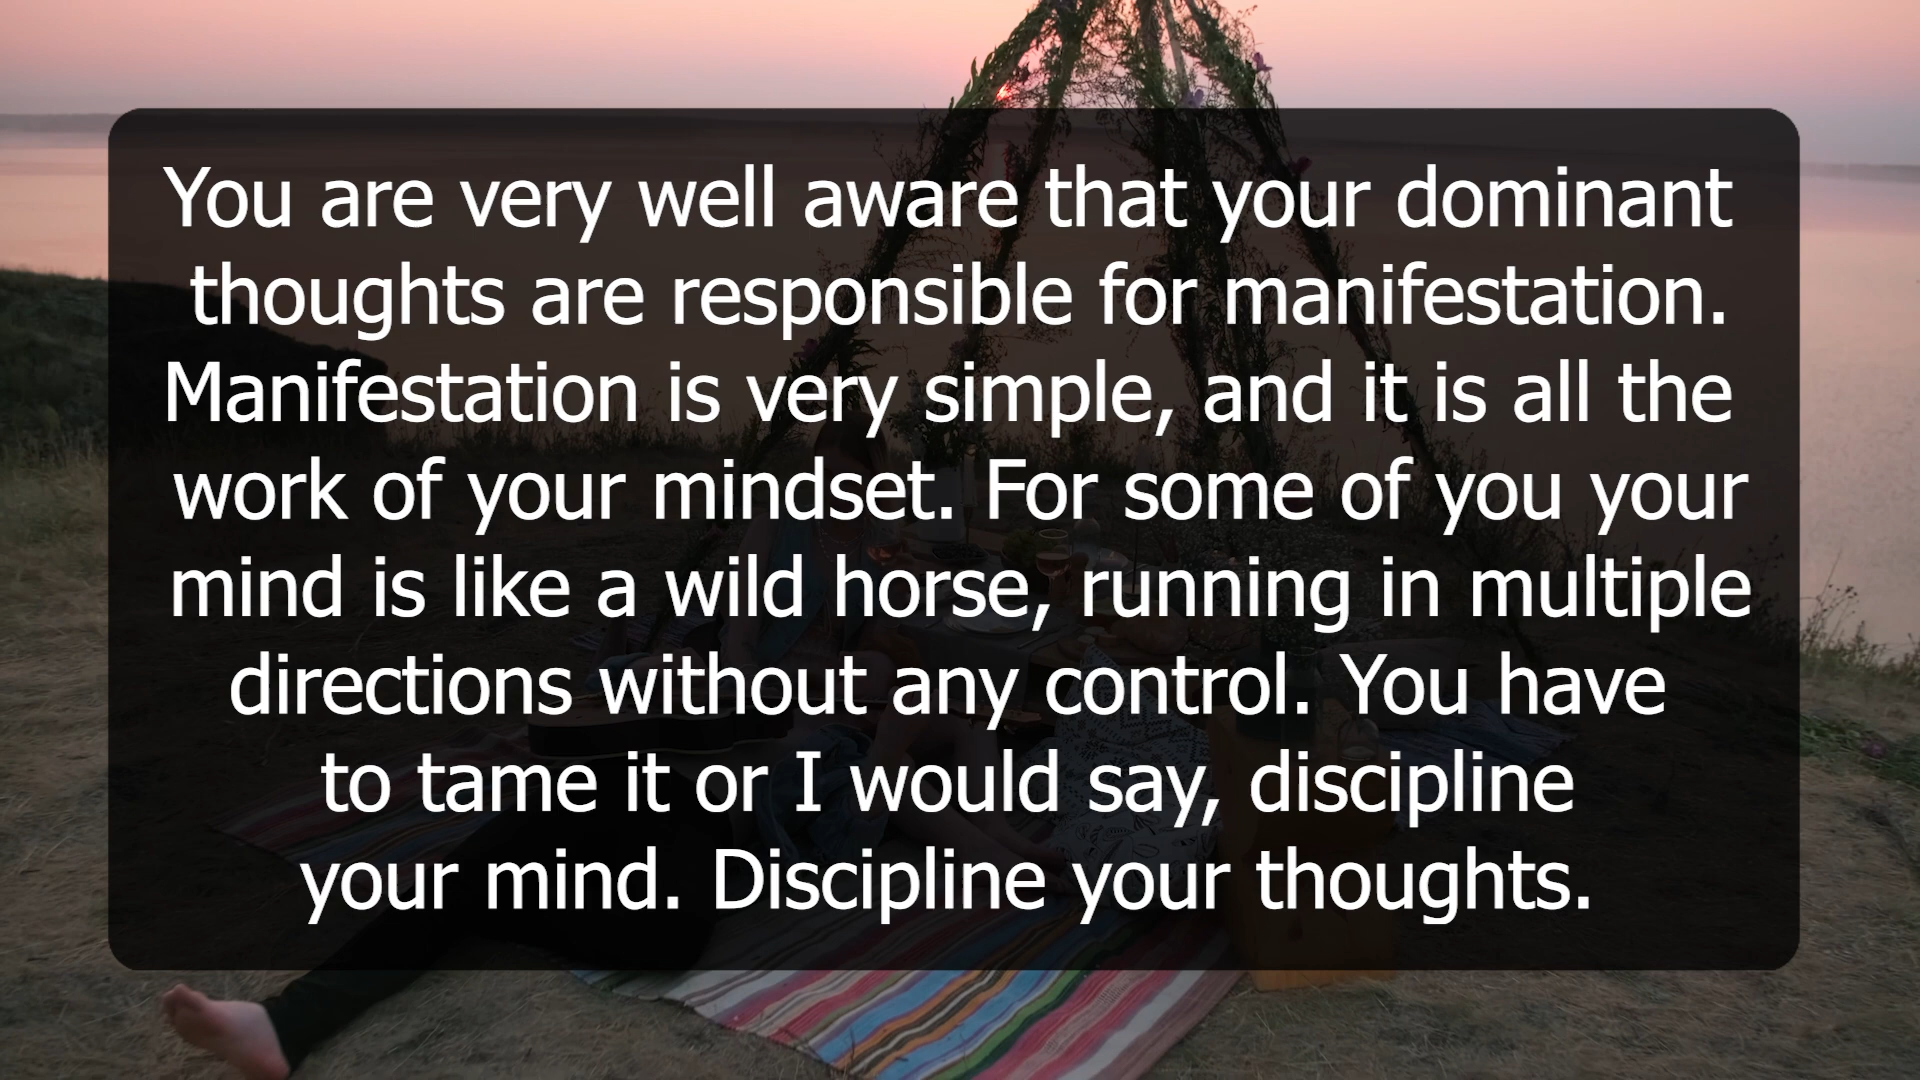 You are very well aware that your dominant
thoughts are responsible for manifestation.
Manifestation is very simple, and it is all the
work of your mindset. For some of you your
mind is like a wild horse, running in multiple
directions without any control. You have
to tame it or I would say, discipline
your mind. Discipline your thoughts.